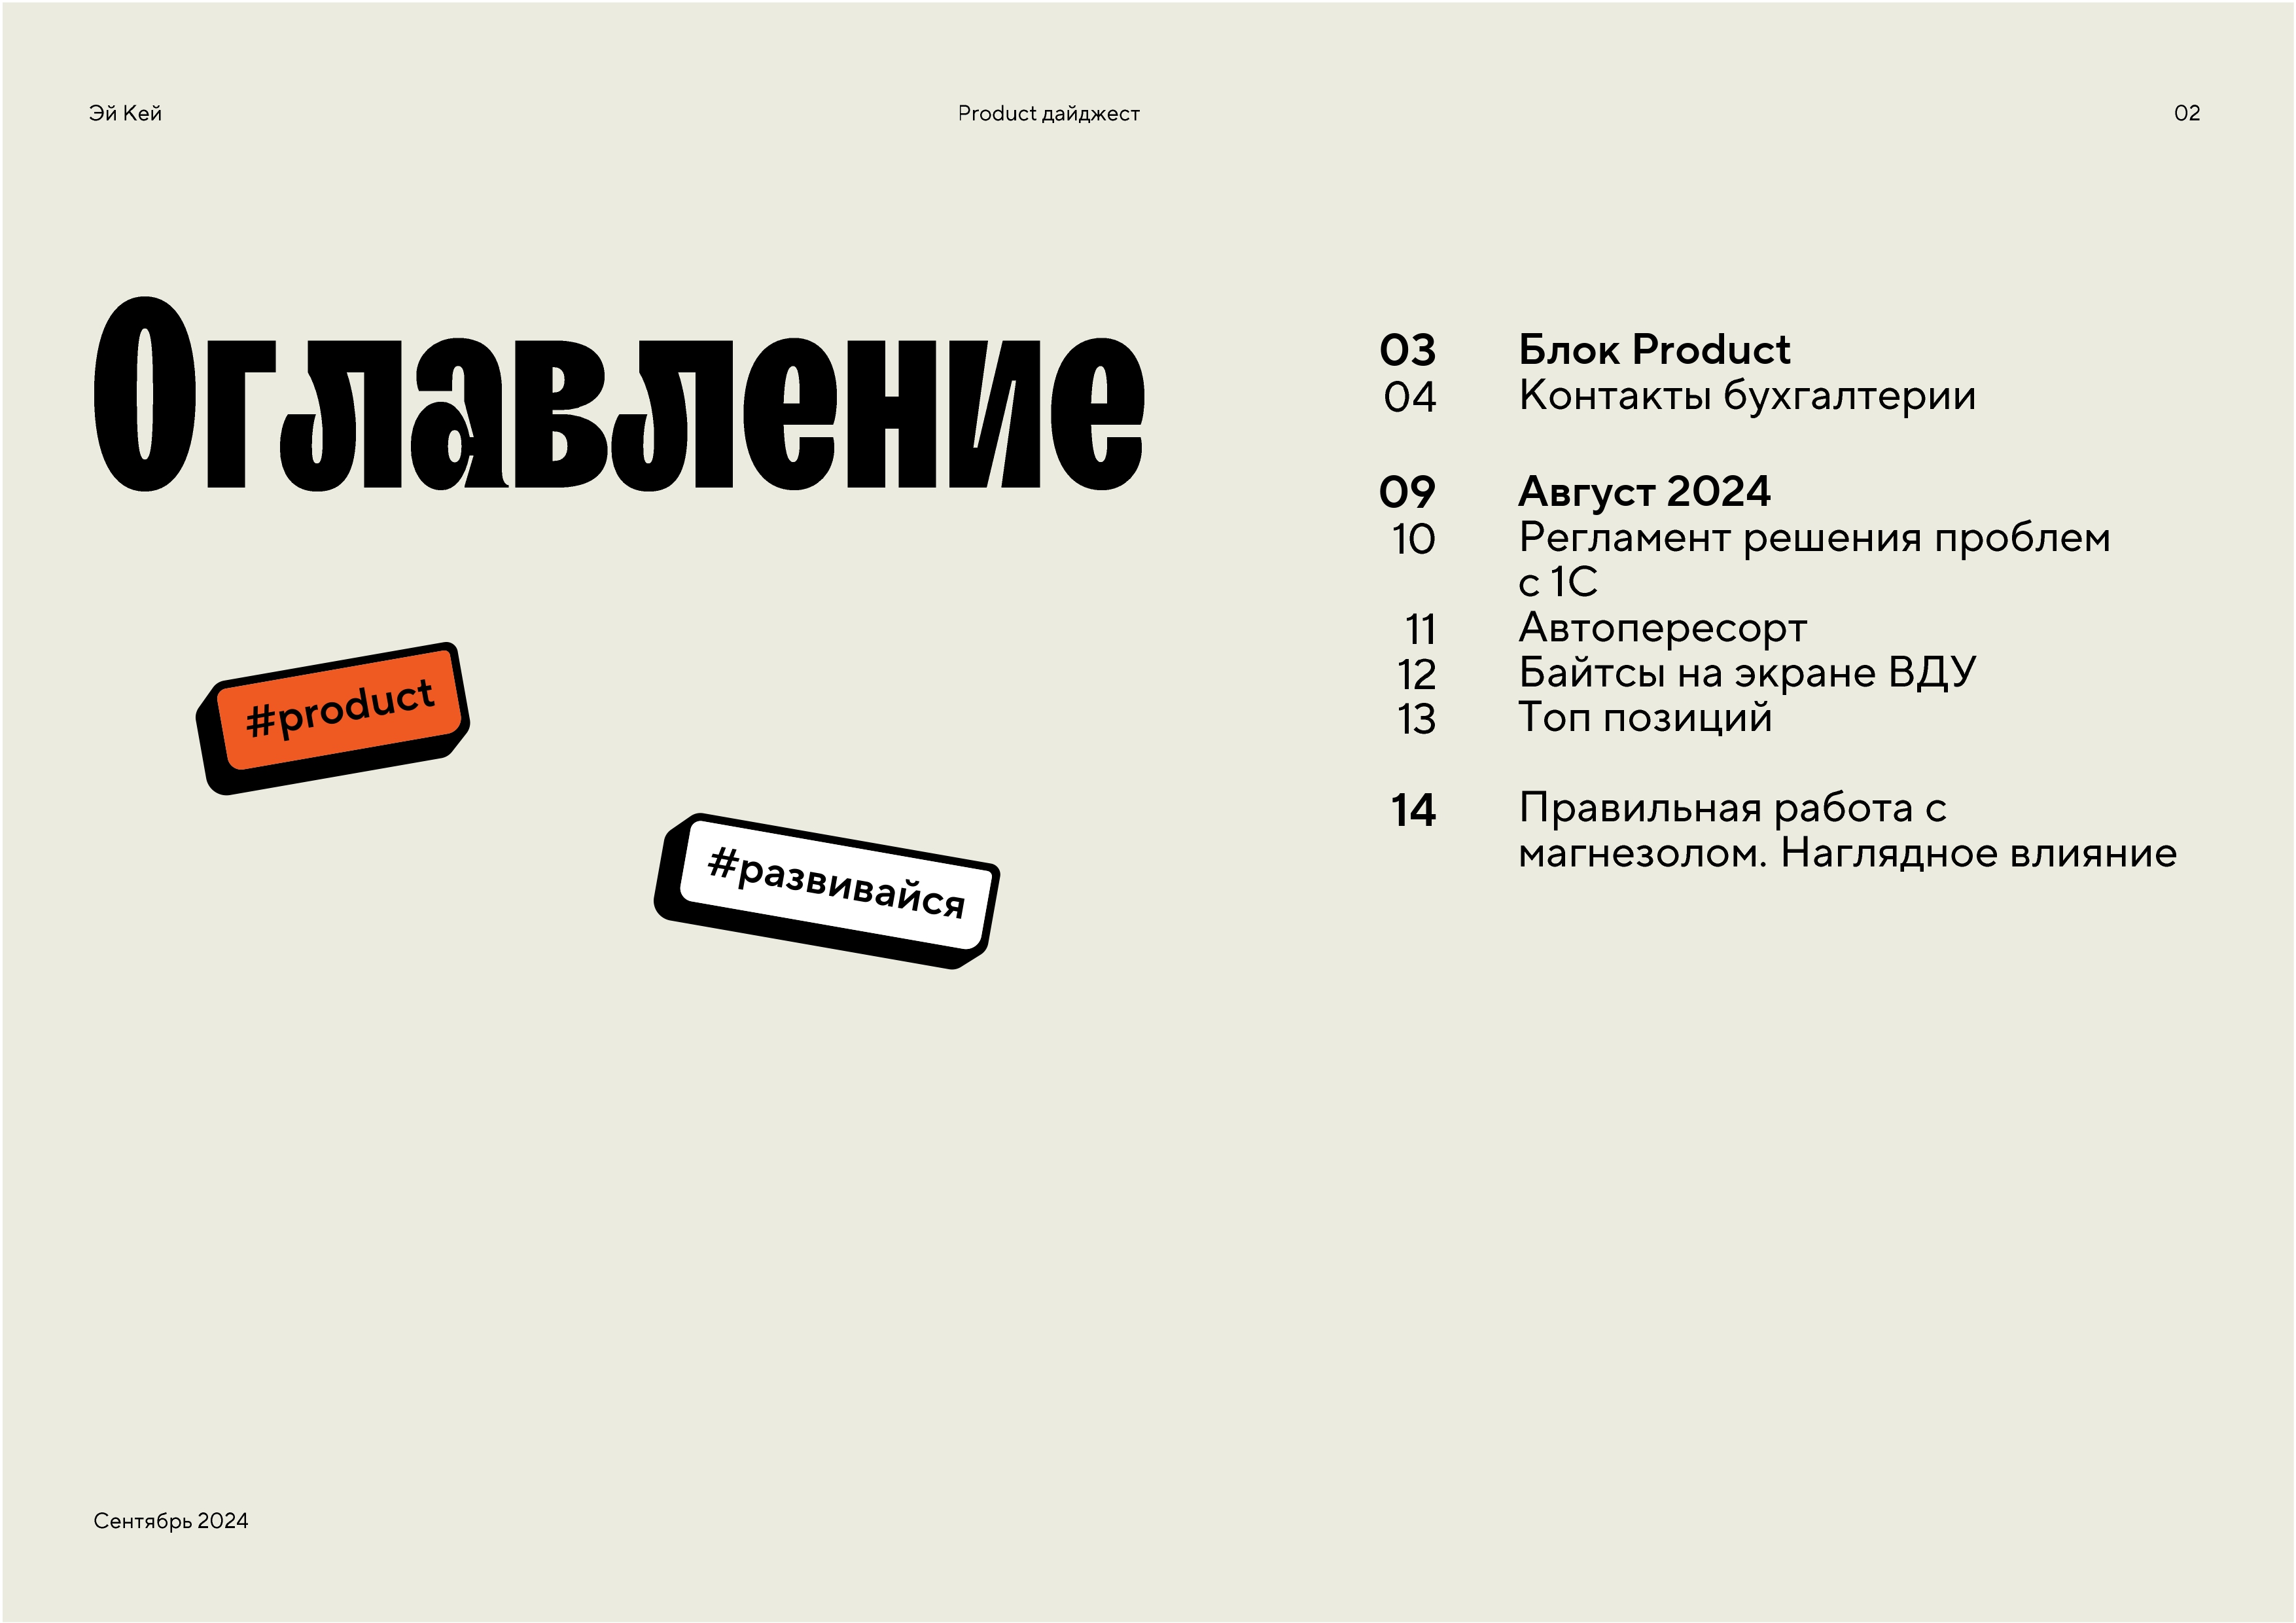 Эй Кей
Product дайджест
02
Оглавление
#product
#развивайся
03 Блок Product
04 Контакты бухгалтерии
09 Август 2024
10 Регламент решения проблем
с 1С
11 Автопересорт
12 Байтсы на экране ВДУ
13 Топ позиций
14 Правильная работа с
магнезолом. Наглядное влияние
Сентябрь 2024